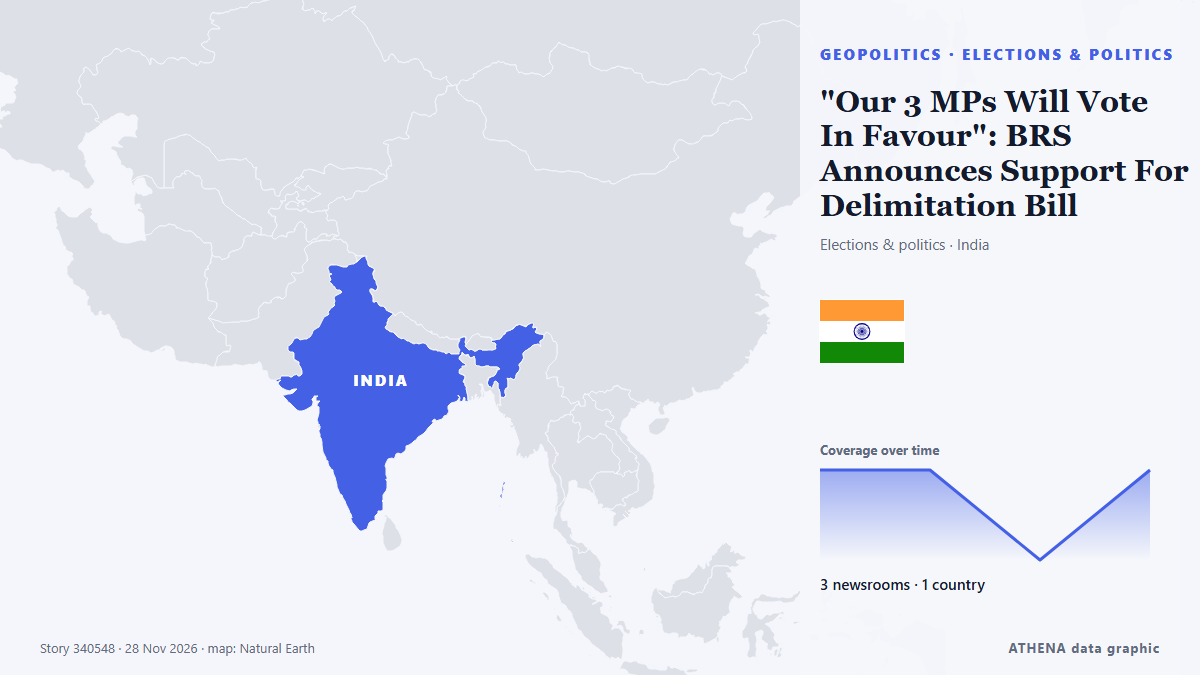 GEOPOLITICS · ELECTIONS & POLITICS
"Our 3 MPs Will Vote
In Favour": BRS
Announces Support For
Delimitation Bill
Elections & politics · India
INDIA
Coverage over time
3 newsrooms · 1 country
Story 340548 · 28 Nov 2026 · map: Natural Earth
ATHENA data graphic